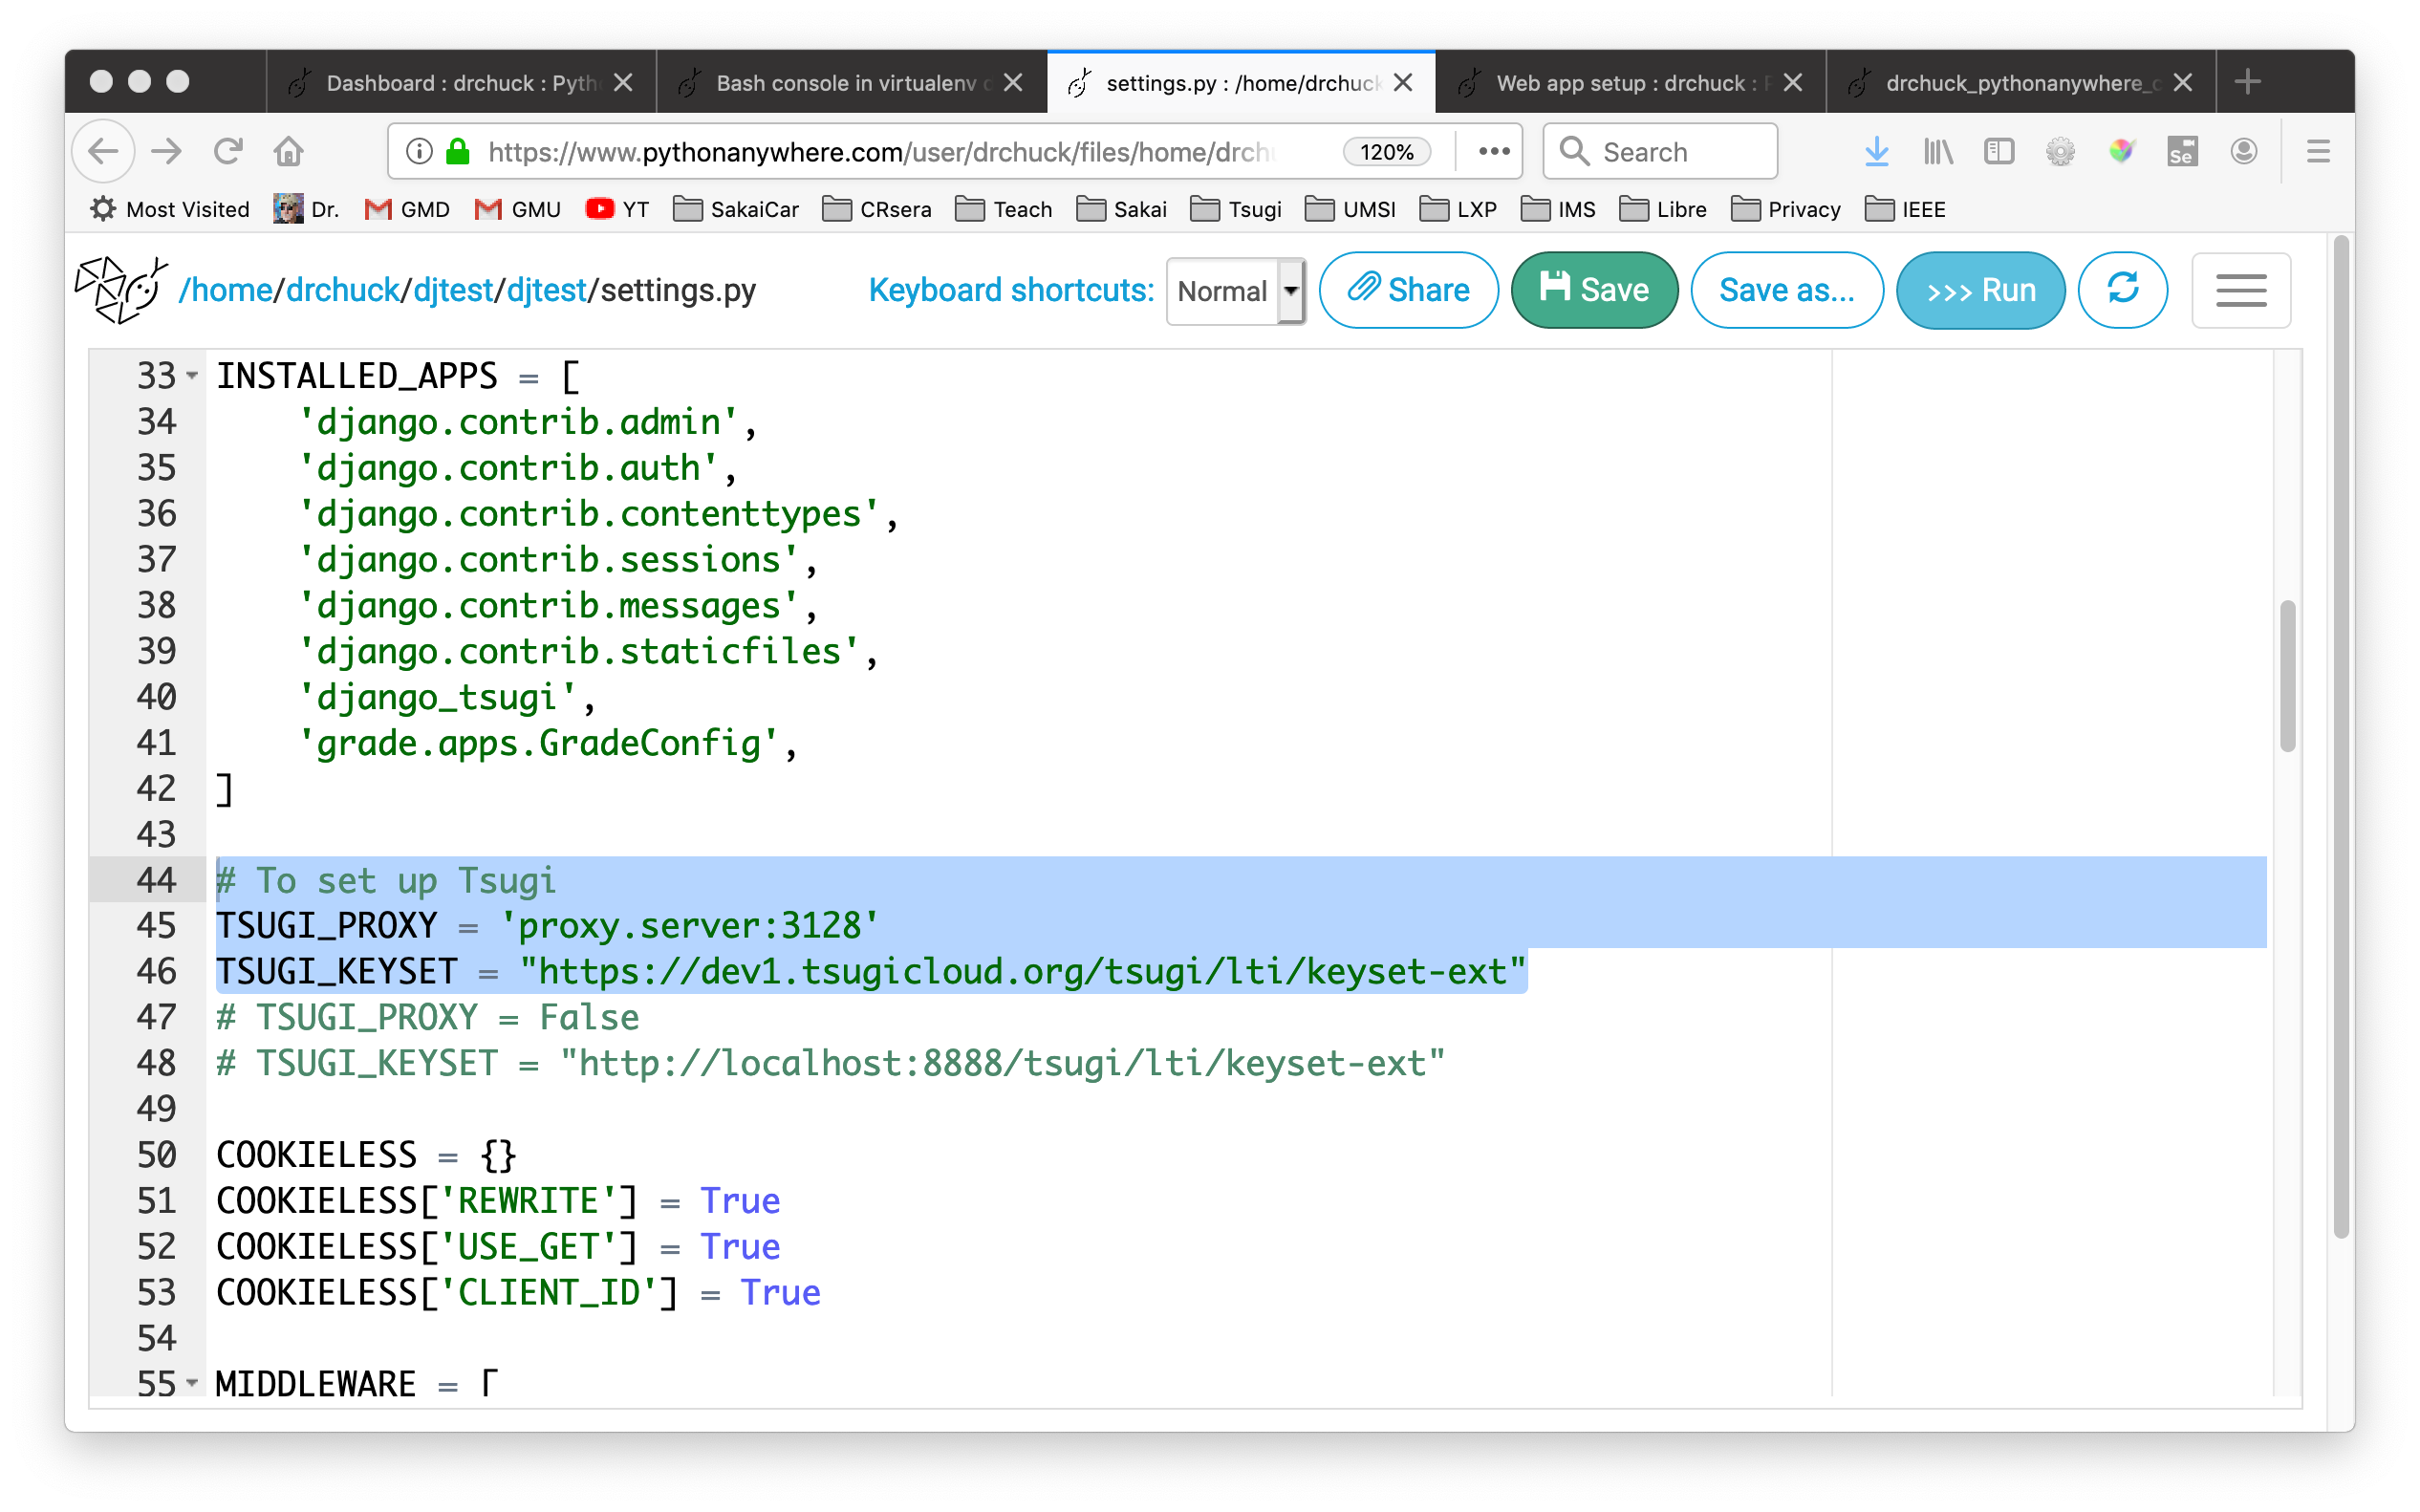 Dashboard : drchuck : Pyth
Bash console in virtualenv
settings.py : /home/drchuck
Web app setup : drchuck :
drchuck_pythonanywhere_
https://www.pythonanywhere.com/user/drchuck/files/home/drch
120%
Search
Se
Most Visited
Dr.
GMD
GMU
YT
SakaiCar
CRsera
Teach
Sakai
Tsugi
UMSI
LXP
IMS
Libre
Privacy
IEEE
/home/drchuck/djtest/djtest/settings.py
Keyboard shortcuts:
Normal
Share
Save
Save as...
>>> Run
33 INSTALLED_APPS = [
34 'django.contrib.admin',
35 'django.contrib.auth',
36 'django.contrib.contenttypes',
37 'django.contrib.sessions',
38 'django.contrib.messages',
39 'django.contrib.staticfiles',
40 'django_tsugi',
41 'grade.apps.GradeConfig',
42 ]
43
44 # To set up Tsugi
45 TSUGI_PROXY = 'proxy.server:3128'
46 TSUGI_KEYSET = "https://dev1.tsugicloud.org/tsugi/lti/keyset-ext"
47 # TSUGI_PROXY = False
48 # TSUGI_KEYSET = "http://localhost:8888/tsugi/lti/keyset-ext"
49
50 COOKIELESS = {}
51 COOKIELESS['REWRITE'] = True
52 COOKIELESS['USE_GET'] = True
53 COOKIELESS['CLIENT_ID'] = True
54
55 MIDDLEWARE = [